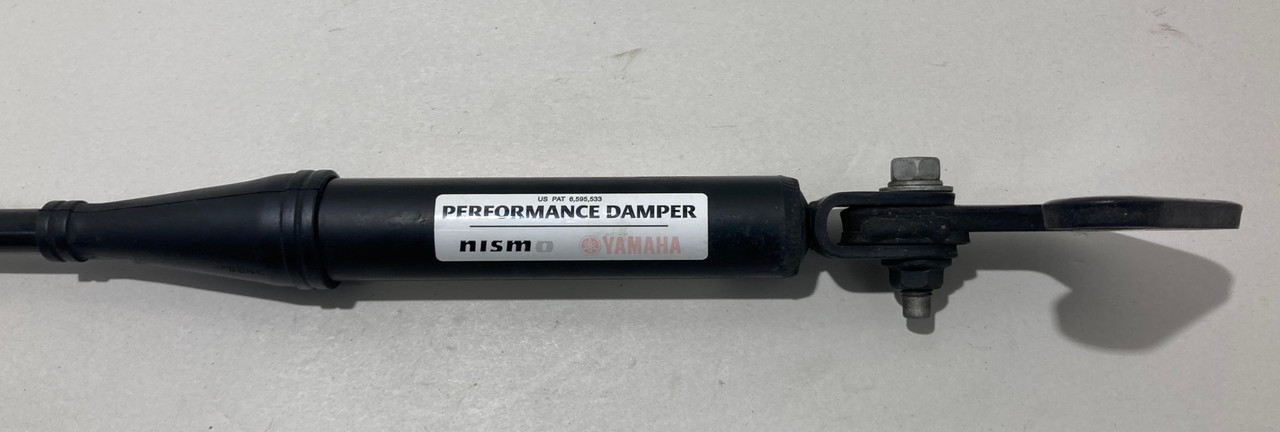 US PAT 6,595,533
PERFORMANCE DAMPER
nismo YAMAHA